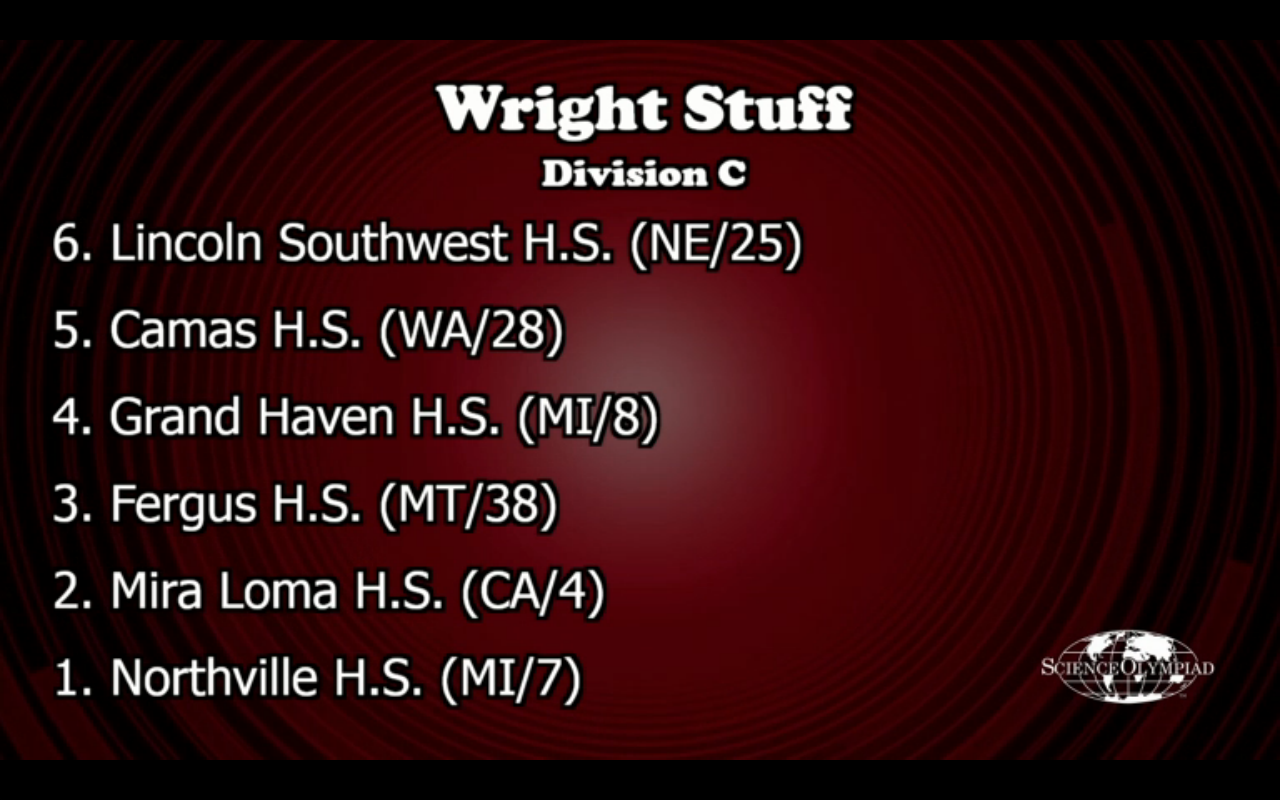 Wright Stuff
Division C
6. Lincoln Southwest H.S. (NE/25)
5. Camas H.S. (WA/28)
4. Grand Haven H.S. (MI/8)
3. Fergus H.S. (MT/38)
2. Mira Loma H.S. (CA/4)
1. Northville H.S. (MI/7)
SCIENCE OLYMPIAD